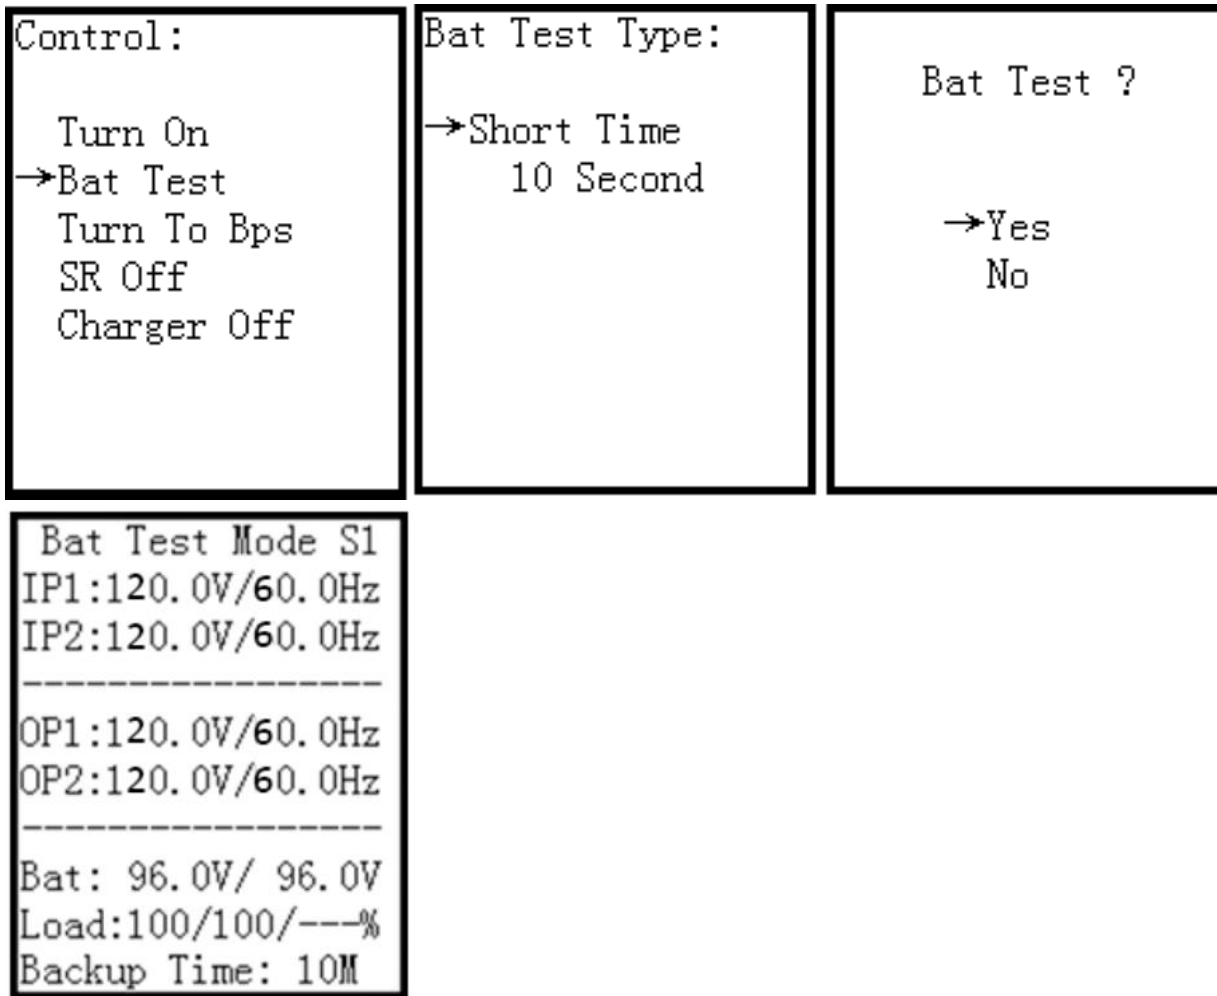 Control:
Turn On
→Bat Test
Turn To Bps
SR Off
Charger Off
Bat Test Type:
→Short Time
10 Second
Bat Test ?
→Yes
No
Bat Test Mode S1
IP1:120.0V/60.0Hz
IP2:120.0V/60.0Hz
-----------------
OP1:120.0V/60.0Hz
OP2:120.0V/60.0Hz
-----------------
Bat: 96.0V/ 96.0V
Load:100/100/---%
Backup Time: 10M